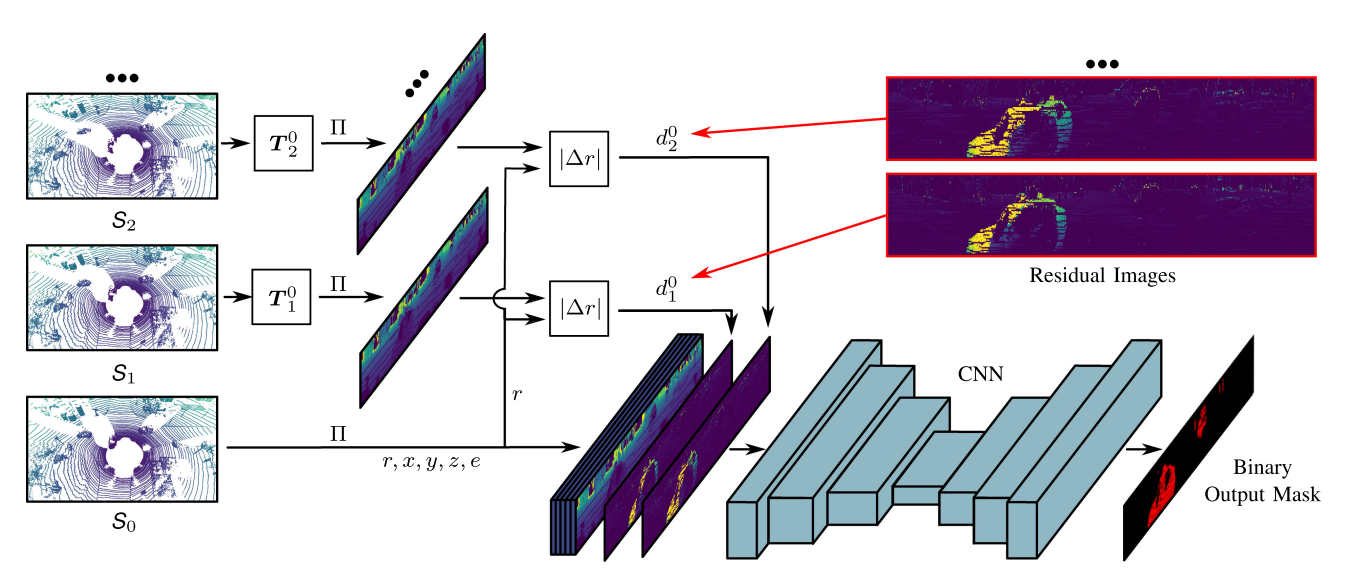 •••
•••
•••
S₂
T₂⁰
Π
|Δr|
d₂⁰
Residual Images
S₁
T₁⁰
Π
|Δr|
d₁⁰
r
CNN
S₀
Π
r, x, y, z, e
Binary
Output Mask